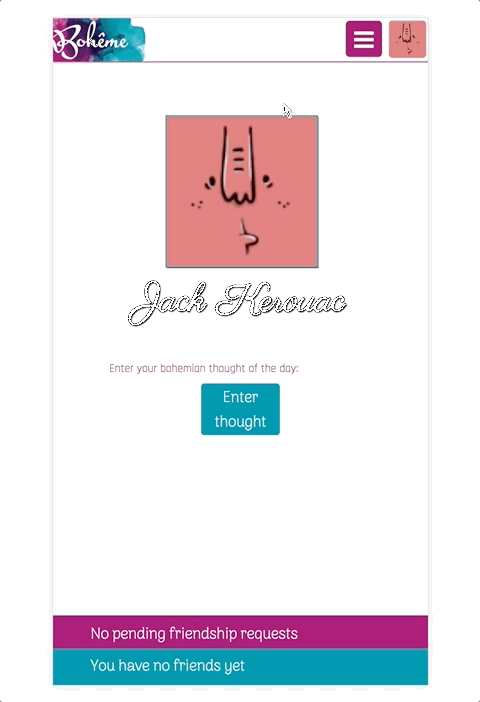 Bohême
Jack Kerouac
Enter your bohemian thought of the day:
Enter
thought
No pending friendship requests
You have no friends yet